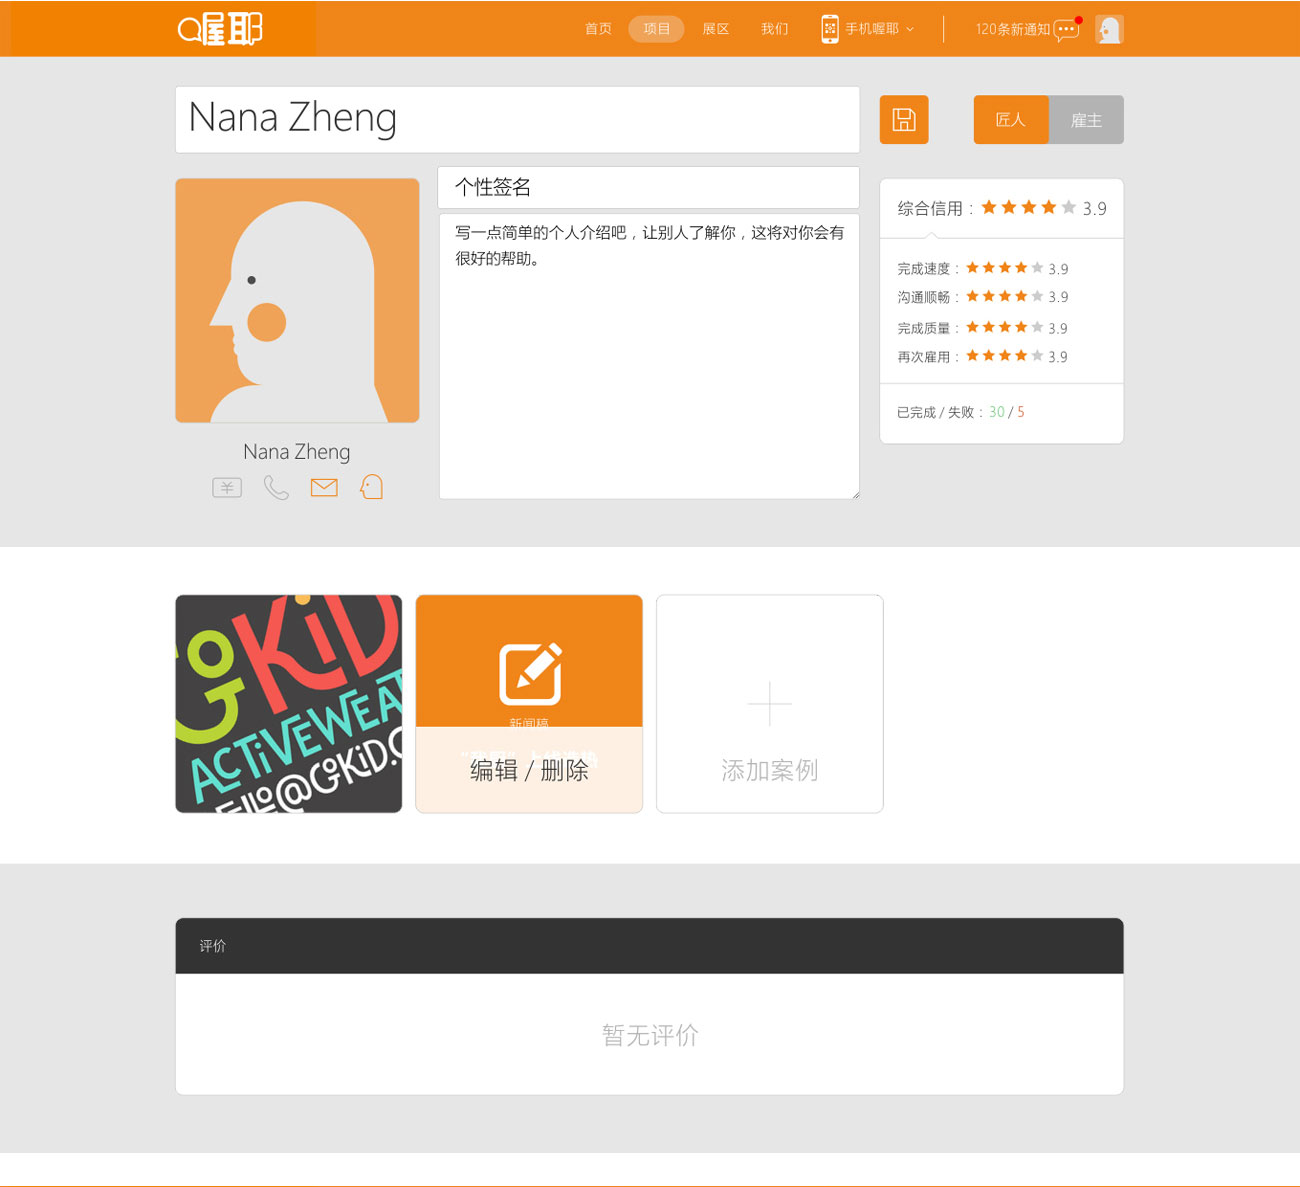 喔耶
首页 项目 展区 我们 手机喔耶 120条新通知
Nana Zheng
匠人 雇主
个性签名
写一点简单的个人介绍吧，让别人了解你，这将对你会有
很好的帮助。
综合信用： 3.9
完成速度： 3.9
沟通顺畅： 3.9
完成质量： 3.9
再次雇用： 3.9
已完成 / 失败： 30 / 5
Nana Zheng
GOKID
ACTIVEWEA
@GOKID.C
新闻稿
编辑 / 删除
添加案例
评价
暂无评价